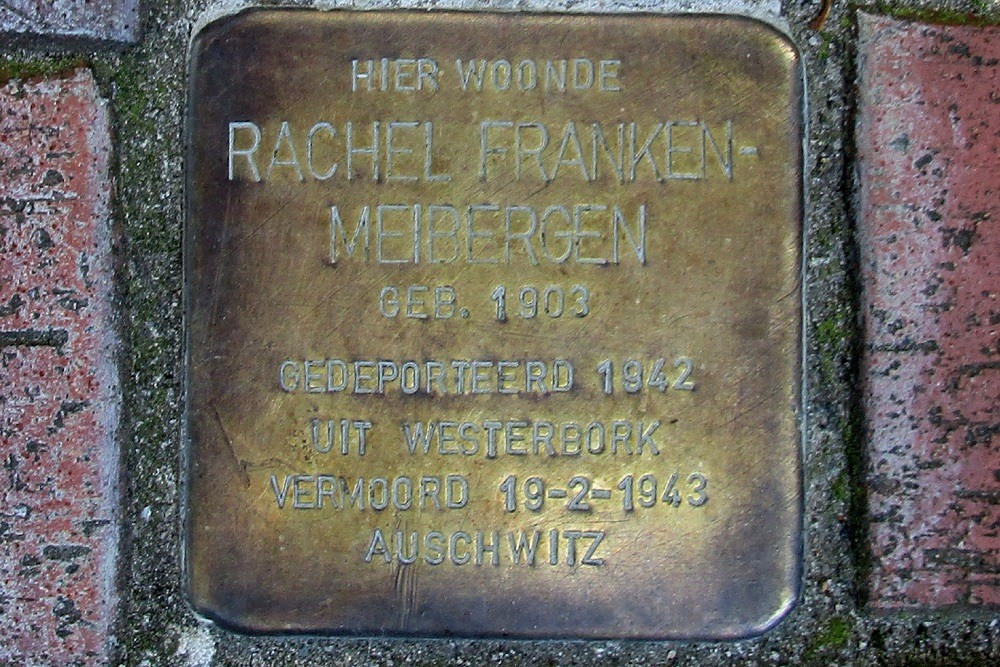 HIER WOONDE
RACHEL FRANKEN-
MEIBERGEN
GEB. 1903
GEDEPORTEERD 1942
UIT WESTERBORK
VERMOORD 19-2-1943
AUSCHWITZ